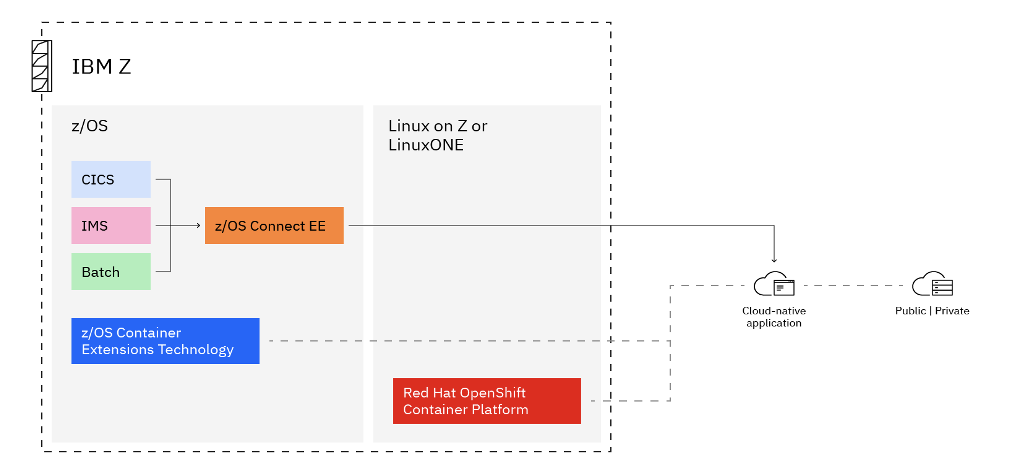 IBM Z
z/OS
Linux on Z or
LinuxONE
CICS
IMS
z/OS Connect EE
Batch
Cloud-native
application
Public | Private
z/OS Container
Extensions Technology
Red Hat OpenShift
Container Platform